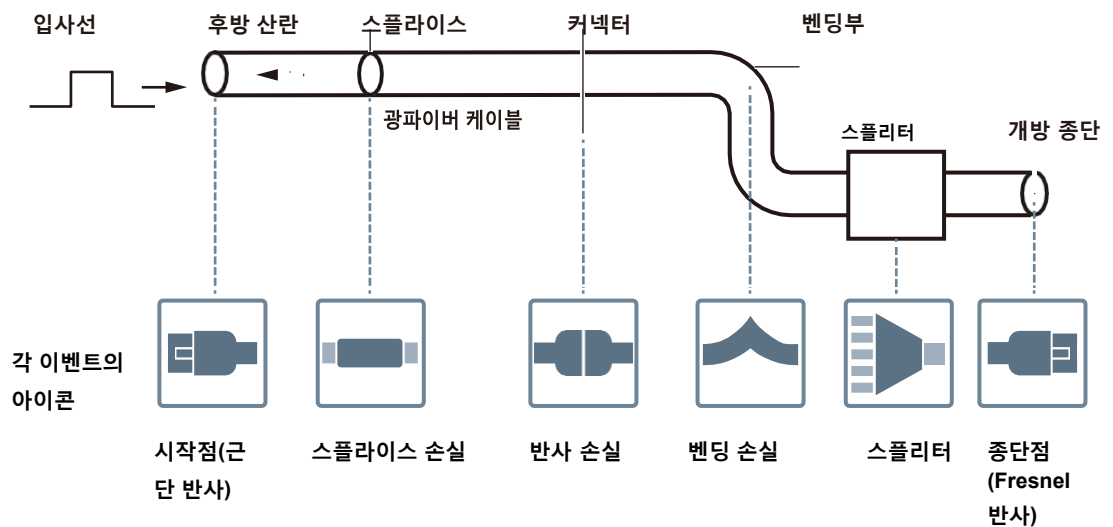 입사선
후방 산란
스플라이스
커넥터
벤딩부
광파이버 케이블
스플리터
개방 종단
각 이벤트의
아이콘
시작점(근
단 반사)
스플라이스 손실
반사 손실
벤딩 손실
스플리터
종단점
(Fresnel
반사)